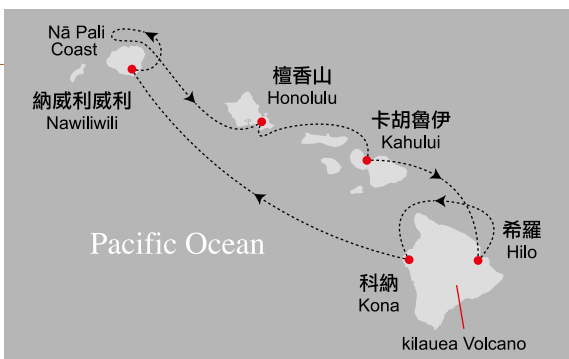 Nā Pali
Coast
納威利威利
Nawiliwili
檀香山
Honolulu
卡胡魯伊
Kahului
希羅
Hilo
科納
Kona
kilauea Volcano
Pacific Ocean